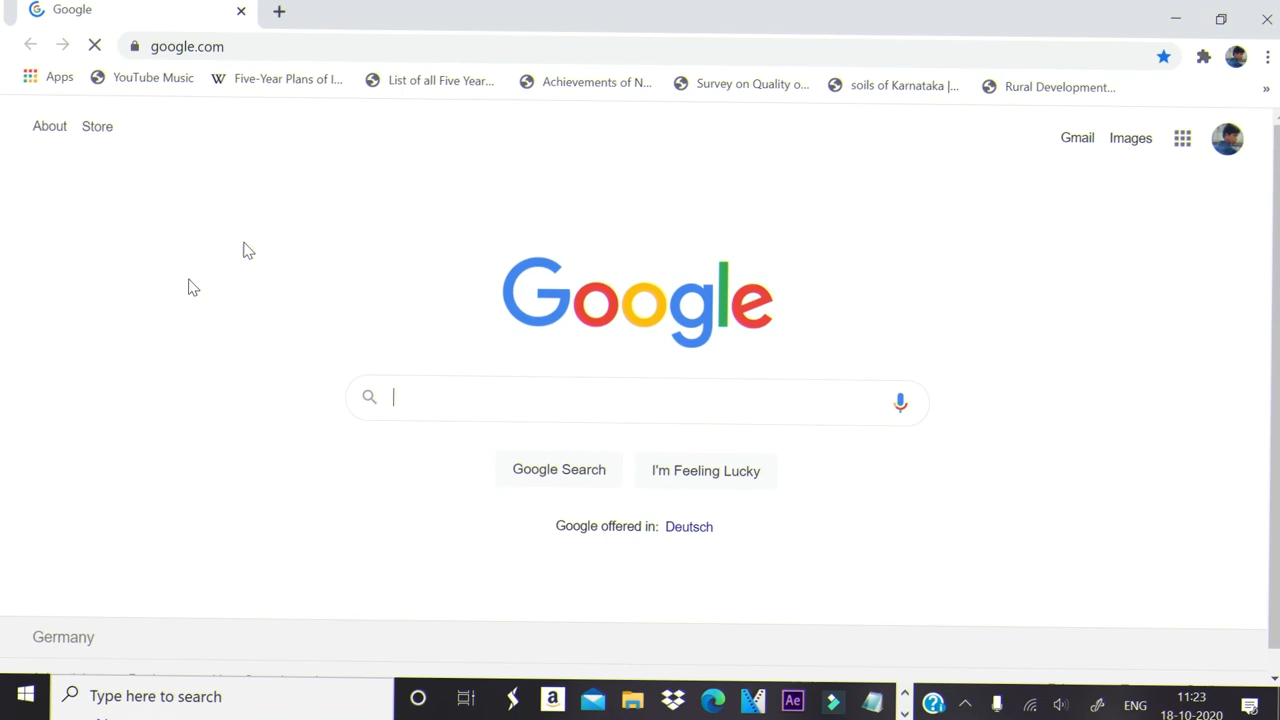 Google
google.com
Apps YouTube Music Five-Year Plans of I... List of all Five Year... Achievements of N... Survey on Quality o... soils of Karnataka |... Rural Development... »
About Store Gmail Images
Google
Google Search I'm Feeling Lucky
Google offered in: Deutsch
Germany
Type here to search
a
Ae
ENG
11:23
18-10-2020